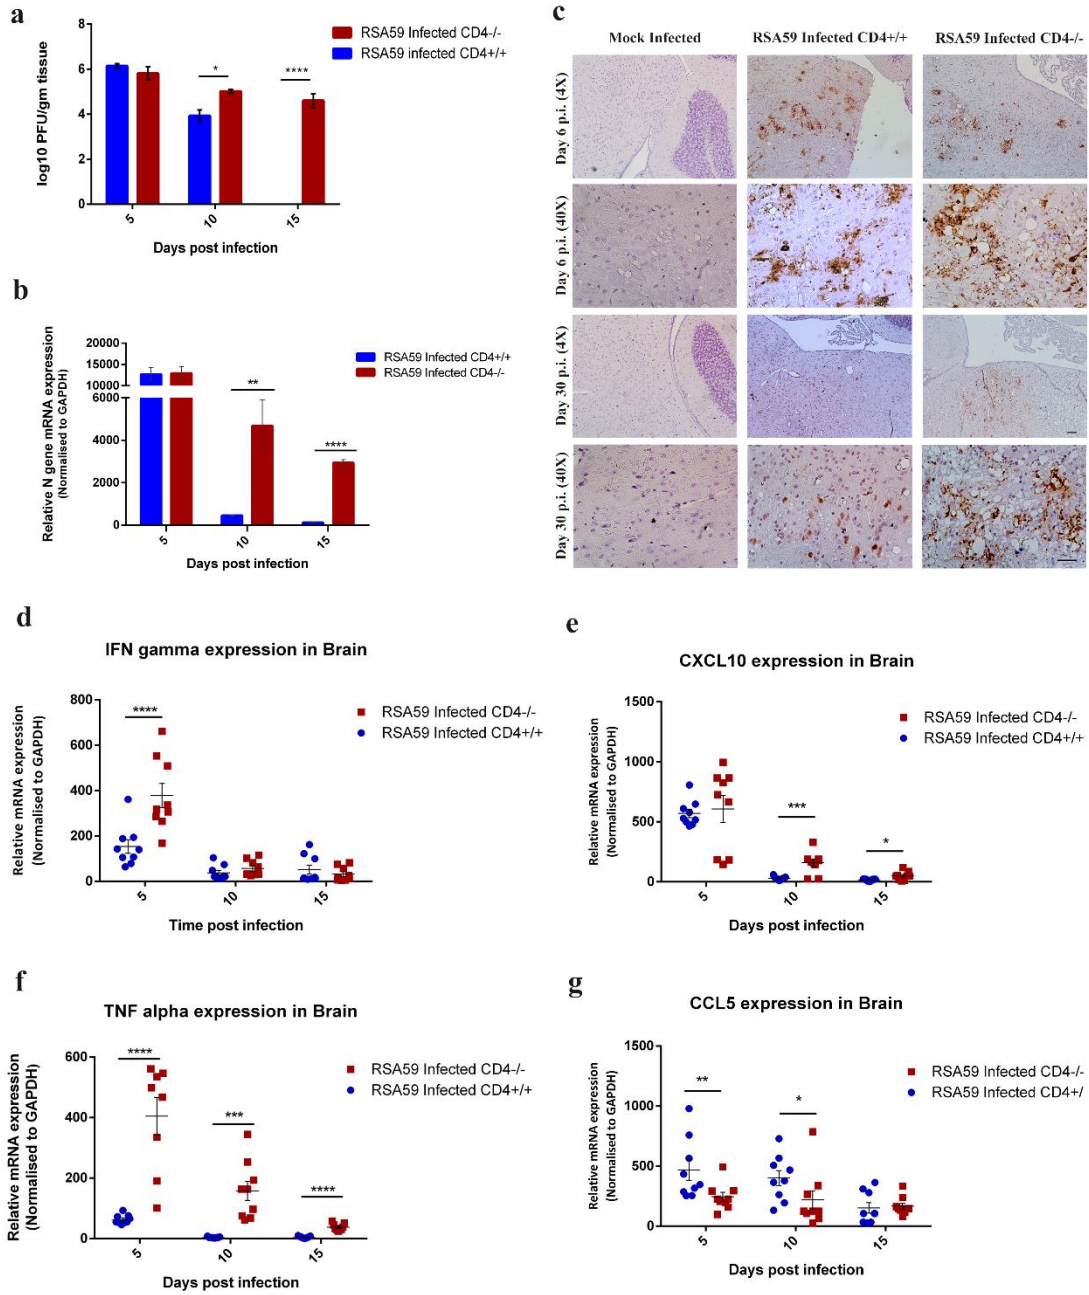 a
8
6
4
2
0
log10 PFU/gm tissue
RSA59 Infected CD4-/-
RSA59 infected CD4+/+
*
****
5
10
15
Days post infection
b
20000
15000
10000
6000
4000
2000
0
Relative N gene mRNA expression
(Normalised to GAPDH)
RSA59 Infected CD4+/+
RSA59 Infected CD4-/-
**
****
5
10
15
Days post infection
c
Mock Infected
RSA59 Infected CD4+/+
RSA59 Infected CD4-/-
Day 6 p.i. (4X)
Day 6 p.i. (40X)
Day 30 p.i. (4X)
Day 30 p.i. (40X)
d
IFN gamma expression in Brain
800
600
400
200
0
Relative mRNA expression
(Normalised to GAPDH)
****
RSA59 Infected CD4-/-
RSA59 Infected CD4+/+
5
10
15
Time post infection
e
CXCL10 expression in Brain
1500
1000
500
0
Relative mRNA expression
(Normalised to GAPDH)
***
*
RSA59 Infected CD4-/-
RSA59 Infected CD4+/+
5
10
15
Days post infection
f
TNF alpha expression in Brain
600
400
200
0
Relative mRNA expression
(Normalised to GAPDH)
****
***
****
RSA59 Infected CD4-/-
RSA59 Infected CD4+/+
5
10
15
Days post infection
g
CCL5 expression in Brain
1500
1000
500
0
Relative mRNA expression
(Normalised to GAPDH)
**
*
RSA59 Infected CD4-/-
RSA59 Infected CD4+/
5
10
15
Days post infection